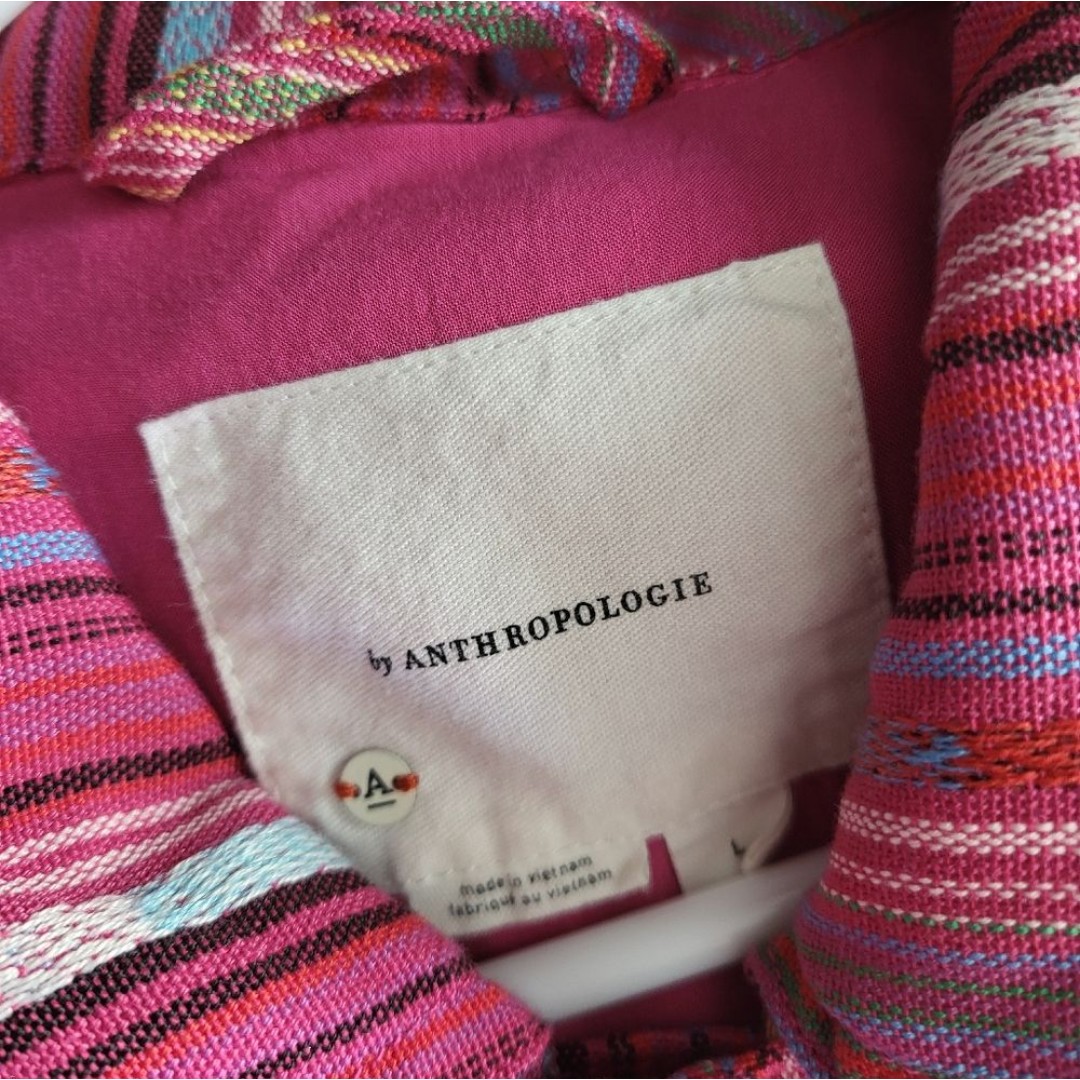 by ANTHROPOLOGIE
A
made in vietnam
fabriqué au vietnam
L